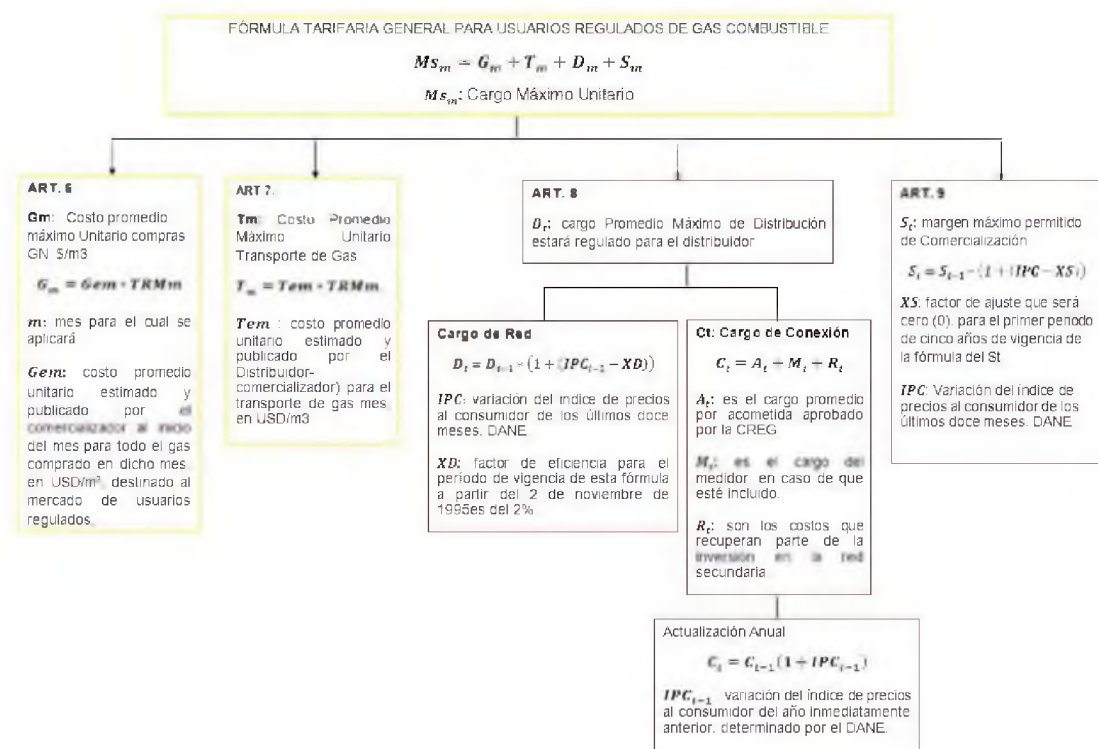 FÓRMULA TARIFARIA GENERAL PARA USUARIOS REGULADOS DE GAS COMBUSTIBLE
Ms_m = G_m + T_m + D_m + S_m
Ms_m: Cargo Máximo Unitario
ART. 6
Gm: Costo promedio
máximo Unitario compras
GN $/m3
G_m = Gem * TRMm
m: mes para el cual se
aplicará
Gem: costo promedio
unitario estimado y
publicado por el
comercializador al inicio
del mes para todo el gas
comprado en dicho mes,
en USD/m³, destinado al
mercado de usuarios
regulados
ART 7.
Tm: Costo Promedio
Máximo Unitario
Transporte de Gas
T_m = Tem * TRMm
Tem : costo promedio
unitario estimado y
publicado por el
Distribuidor-
comercializador) para el
transporte de gas mes,
en USD/m3
ART. 8
D_t: cargo Promedio Máximo de Distribución
estará regulado para el distribuidor
Cargo de Red
D_t = D_t-1 * (1 + (IPC_t-1 − XD))
IPC: variación del índice de precios
al consumidor de los últimos doce
meses. DANE
XD: factor de eficiencia para el
período de vigencia de esta fórmula
a partir del 2 de noviembre de
1995es del 2%
Ct: Cargo de Conexión
C_t = A_t + M_t + R_t
A_t: es el cargo promedio
por acometida aprobado
por la CREG
M_t: es el cargo del
medidor en caso de que
esté incluido.
R_t: son los costos que
recuperan parte de la
inversión en la red
secundaria
Actualización Anual
C_t = C_t-1(1 + IPC_t-1)
IPC_t-1 variación del índice de precios
al consumidor del año inmediatamente
anterior, determinado por el DANE.
ART. 9
S_t: margen máximo permitido
de Comercialización
S_t = S_t-1 * (1 + (IPC − XS))
XS: factor de ajuste que será
cero (0), para el primer periodo
de cinco años de vigencia de
la fórmula del St
IPC: Variación del índice de
precios al consumidor de los
últimos doce meses. DANE